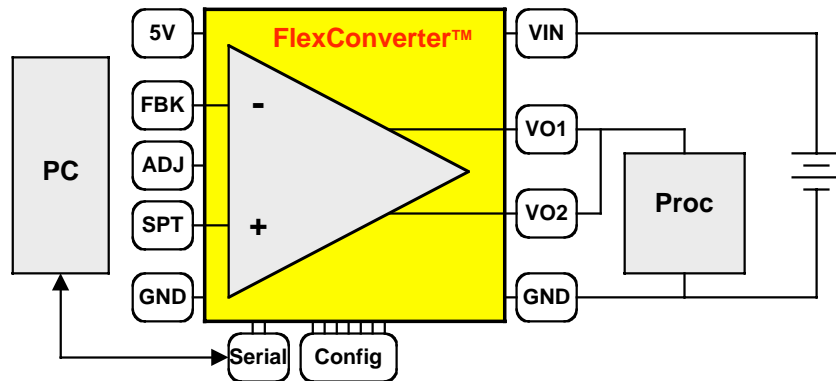 5V
FlexConverter™
VIN
FBK
-
VO1
PC
ADJ
Proc
SPT
+
VO2
GND
GND
Serial
Config